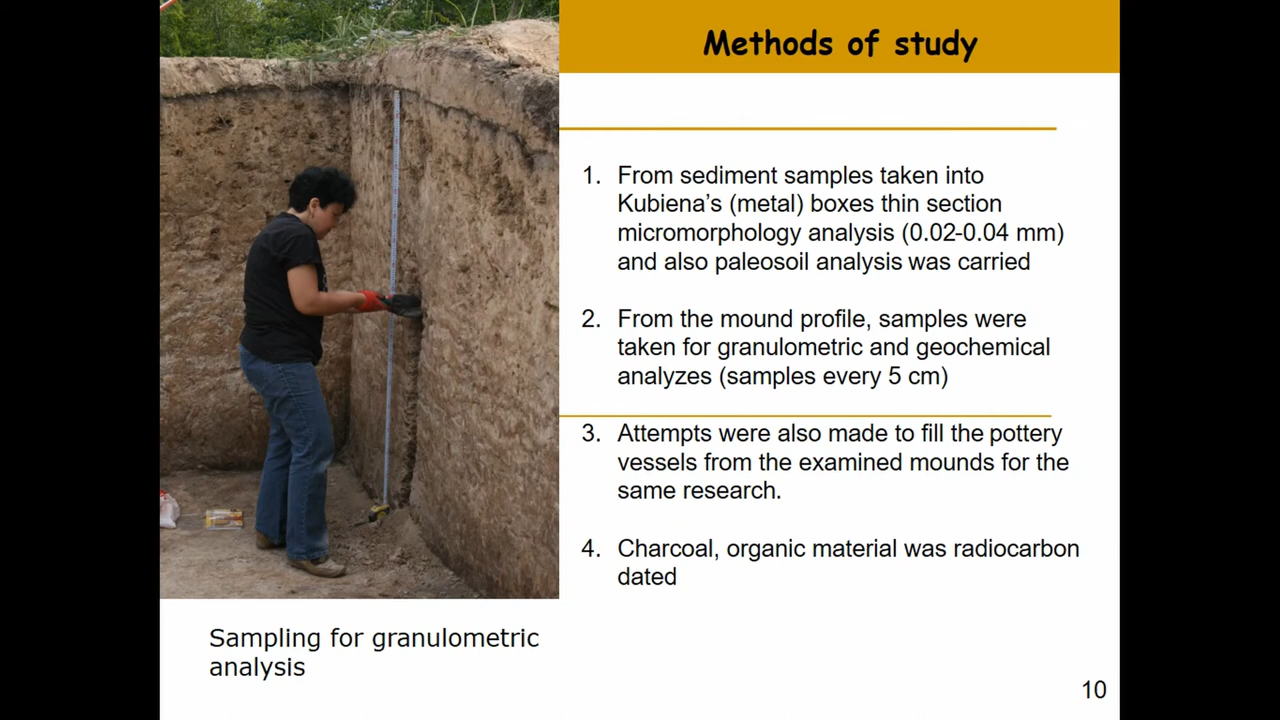 Methods of study
1. From sediment samples taken into
Kubiena’s (metal) boxes thin section
micromorphology analysis (0.02-0.04 mm)
and also paleosoil analysis was carried
2. From the mound profile, samples were
taken for granulometric and geochemical
analyzes (samples every 5 cm)
3. Attempts were also made to fill the pottery
vessels from the examined mounds for the
same research.
4. Charcoal, organic material was radiocarbon
dated
Sampling for granulometric
analysis
10